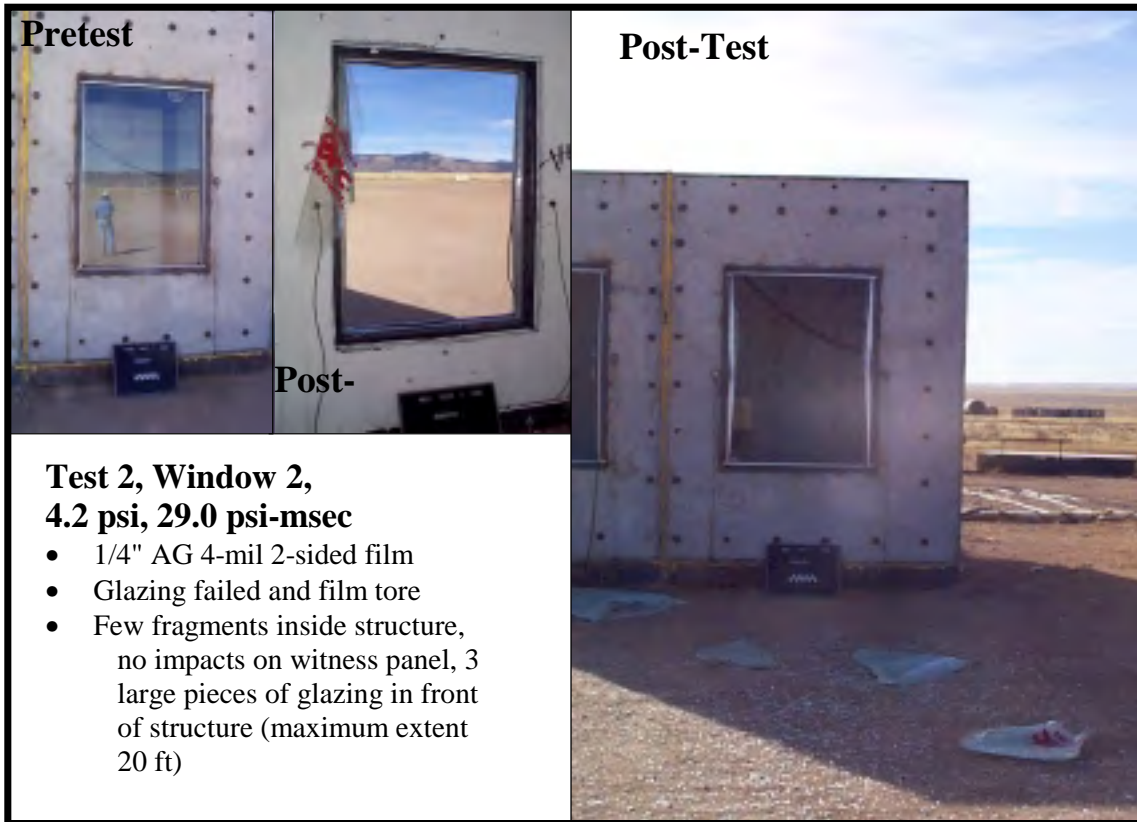 Pretest
Post-
Post-Test
Test 2, Window 2,
4.2 psi, 29.0 psi-msec
• 1/4" AG 4-mil 2-sided film
• Glazing failed and film tore
• Few fragments inside structure,
no impacts on witness panel, 3
large pieces of glazing in front
of structure (maximum extent
20 ft)